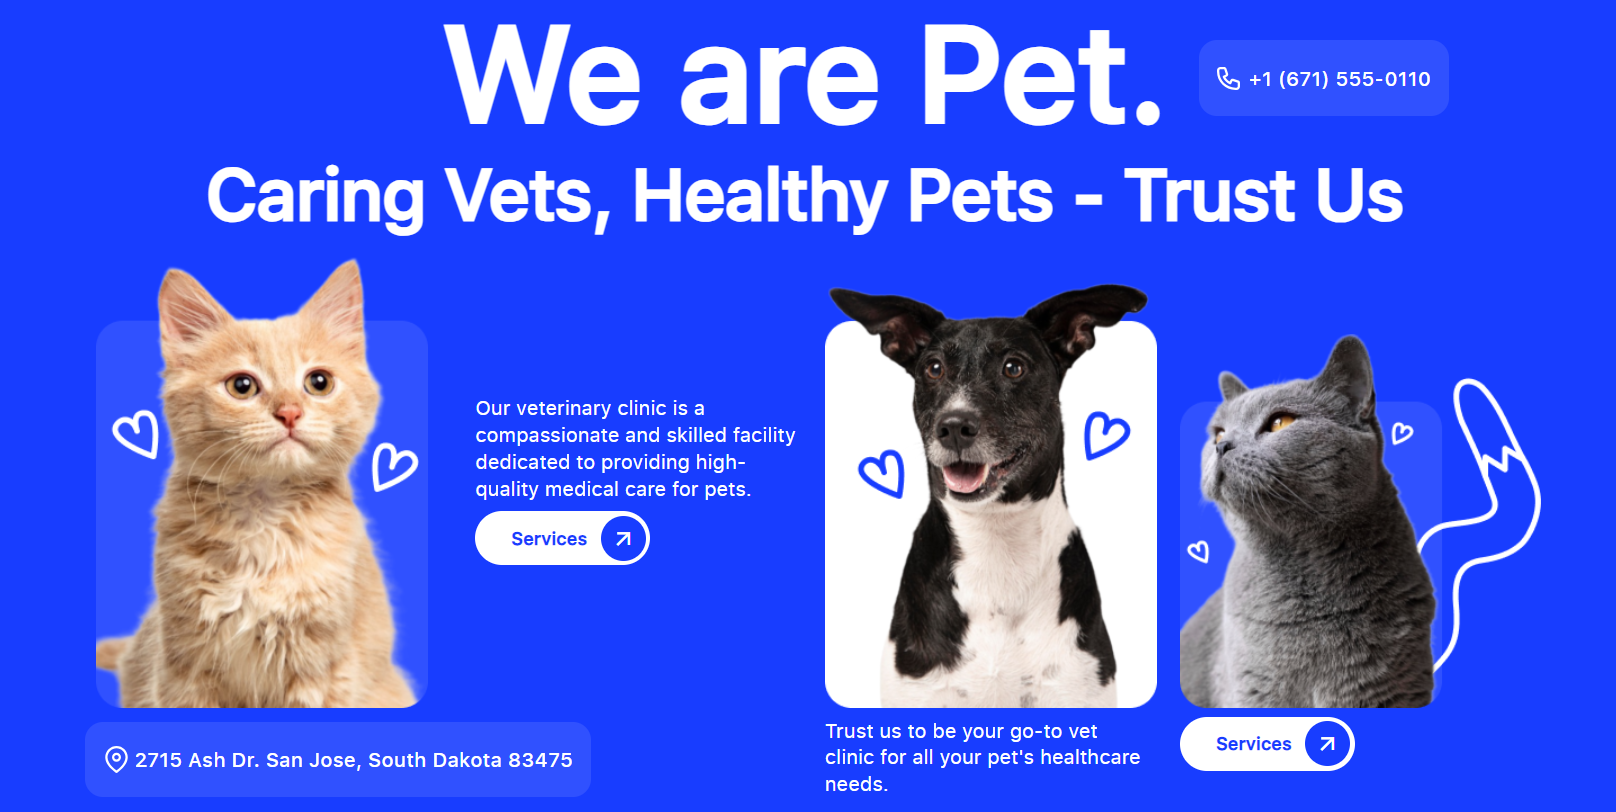 We are Pet.
+1 (671) 555-0110
Caring Vets, Healthy Pets - Trust Us
Our veterinary clinic is a
compassionate and skilled facility
dedicated to providing high-
quality medical care for pets.
Services
2715 Ash Dr. San Jose, South Dakota 83475
Trust us to be your go-to vet
clinic for all your pet's healthcare
needs.
Services